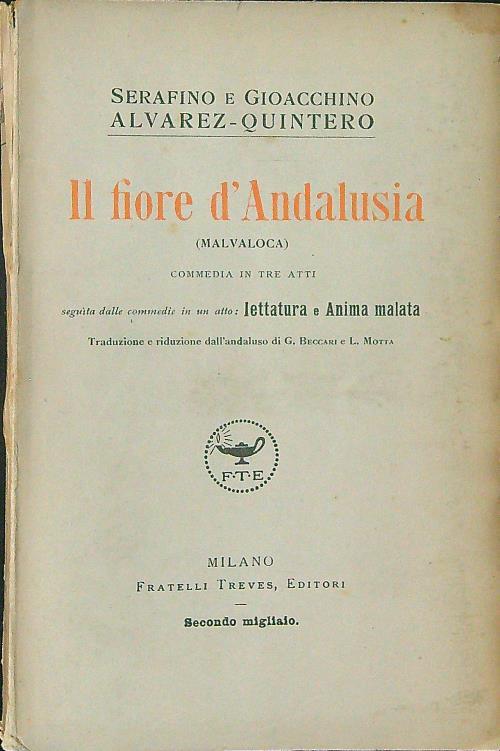 SERAFINO E GIOACCHINO
ALVAREZ-QUINTERO
Il fiore d'Andalusia
(MALVALOCA)
COMMEDIA IN TRE ATTI
seguita dalle commedie in un atto: Iettatura e Anima malata
Traduzione e riduzione dall'andaluso di G. BECCARI e L. MOTTA
F·T·E
MILANO
FRATELLI TREVES, EDITORI
Secondo migliaio.